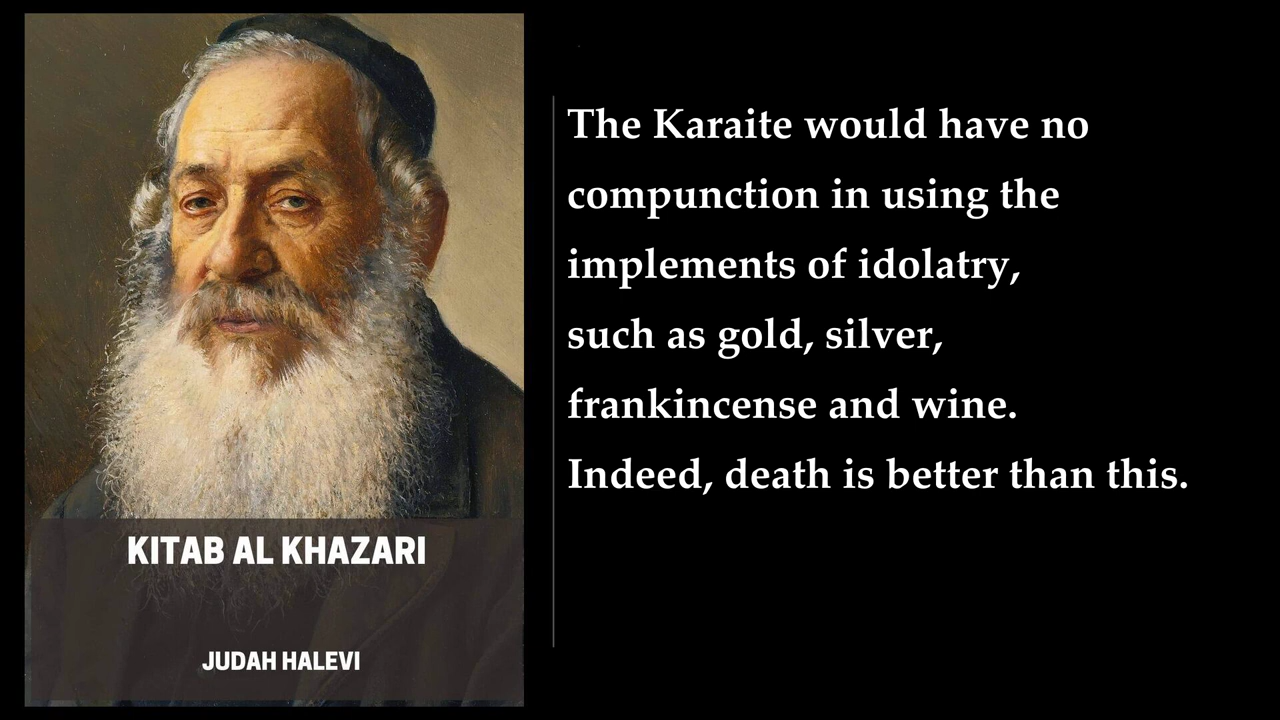 KITAB AL KHAZARI
JUDAH HALEVI
The Karaite would have no
compunction in using the
implements of idolatry,
such as gold, silver,
frankincense and wine.
Indeed, death is better than this.